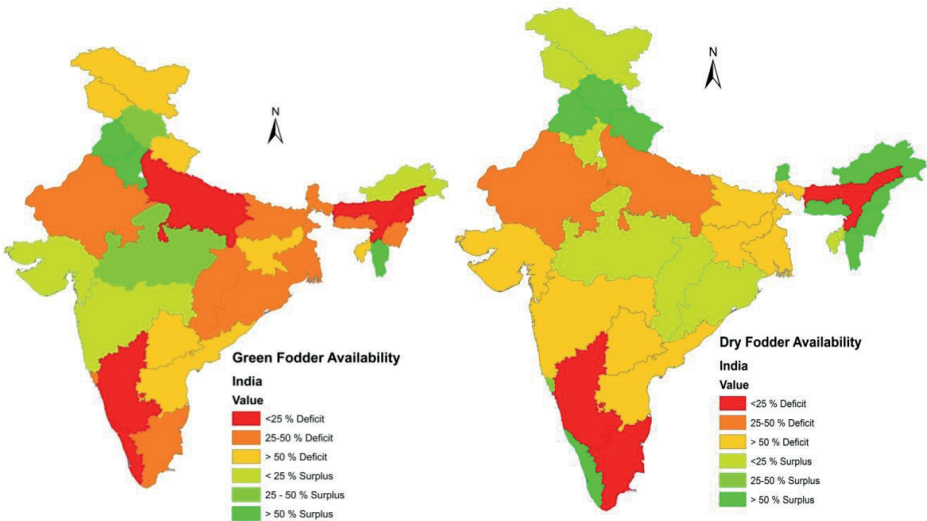 N
Green Fodder Availability
India
Value
<25 % Deficit
25-50 % Deficit
> 50 % Deficit
< 25 % Surplus
25 - 50 % Surplus
> 50 % Surplus
N
Dry Fodder Availability
India
Value
<25 % Deficit
25-50 % Deficit
> 50 % Deficit
<25 % Surplus
25-50 % Surplus
> 50 % Surplus